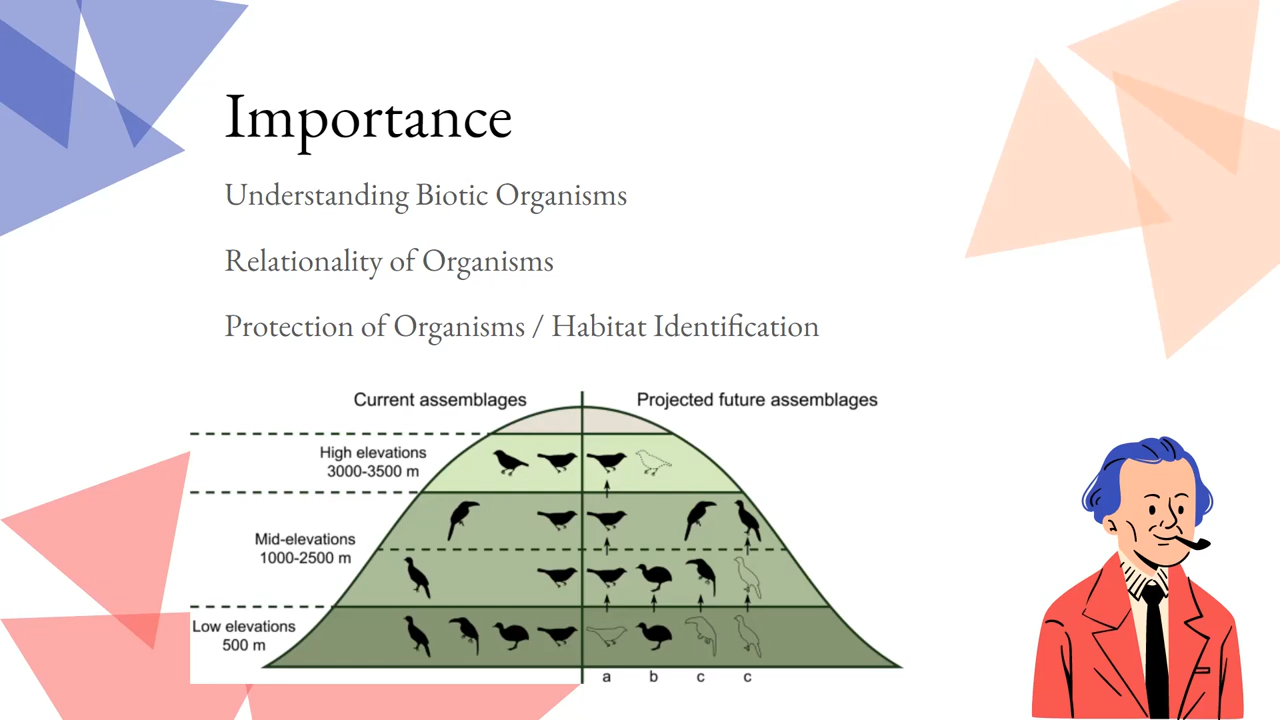 Importance
Understanding Biotic Organisms
Relationality of Organisms
Protection of Organisms / Habitat Identification
Current assemblages
Projected future assemblages
High elevations
3000-3500 m
Mid-elevations
1000-2500 m
Low elevations
500 m
a b c c